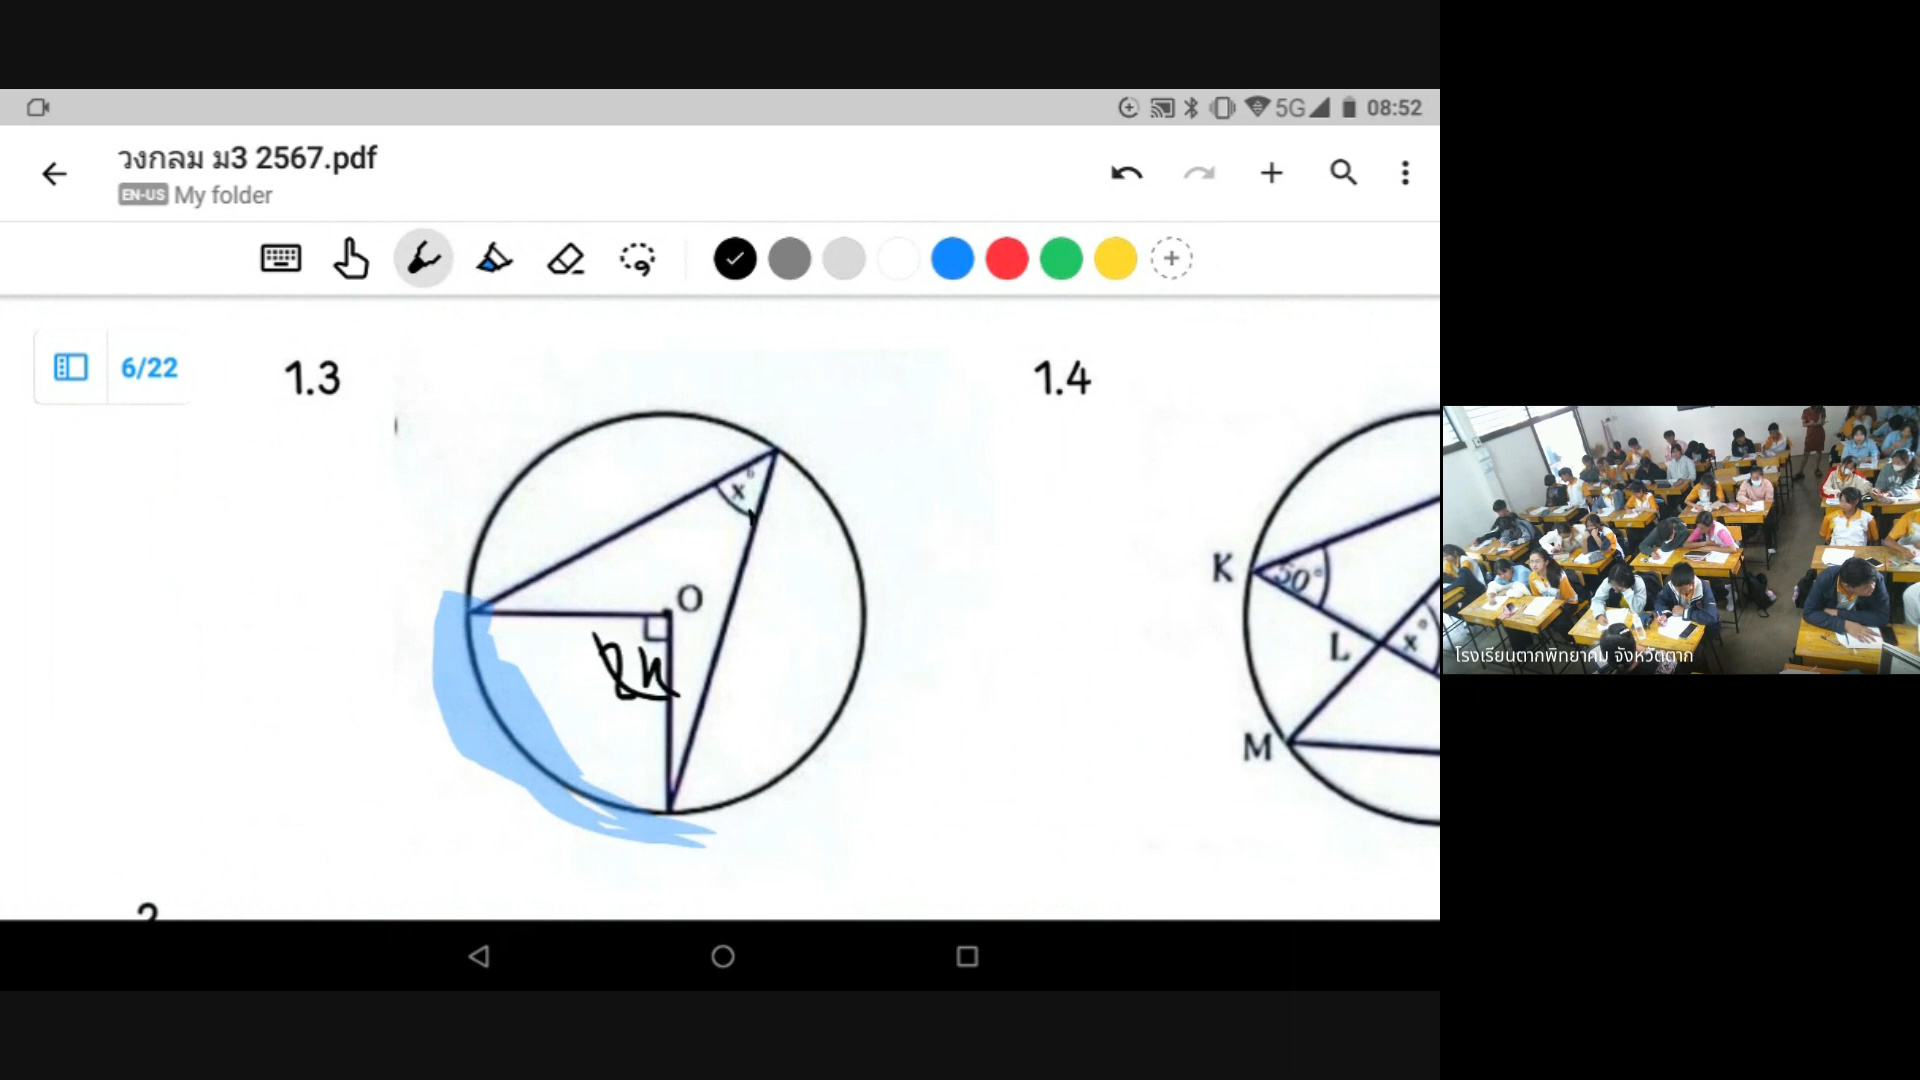 5G 08:52
วงกลม ม3 2567.pdf
EN-US My folder
6/22
1.3
1.4
x°
O
K
50°
L
x°
M
2
โรงเรียนตากพิทยาคม จังหวัดตาก